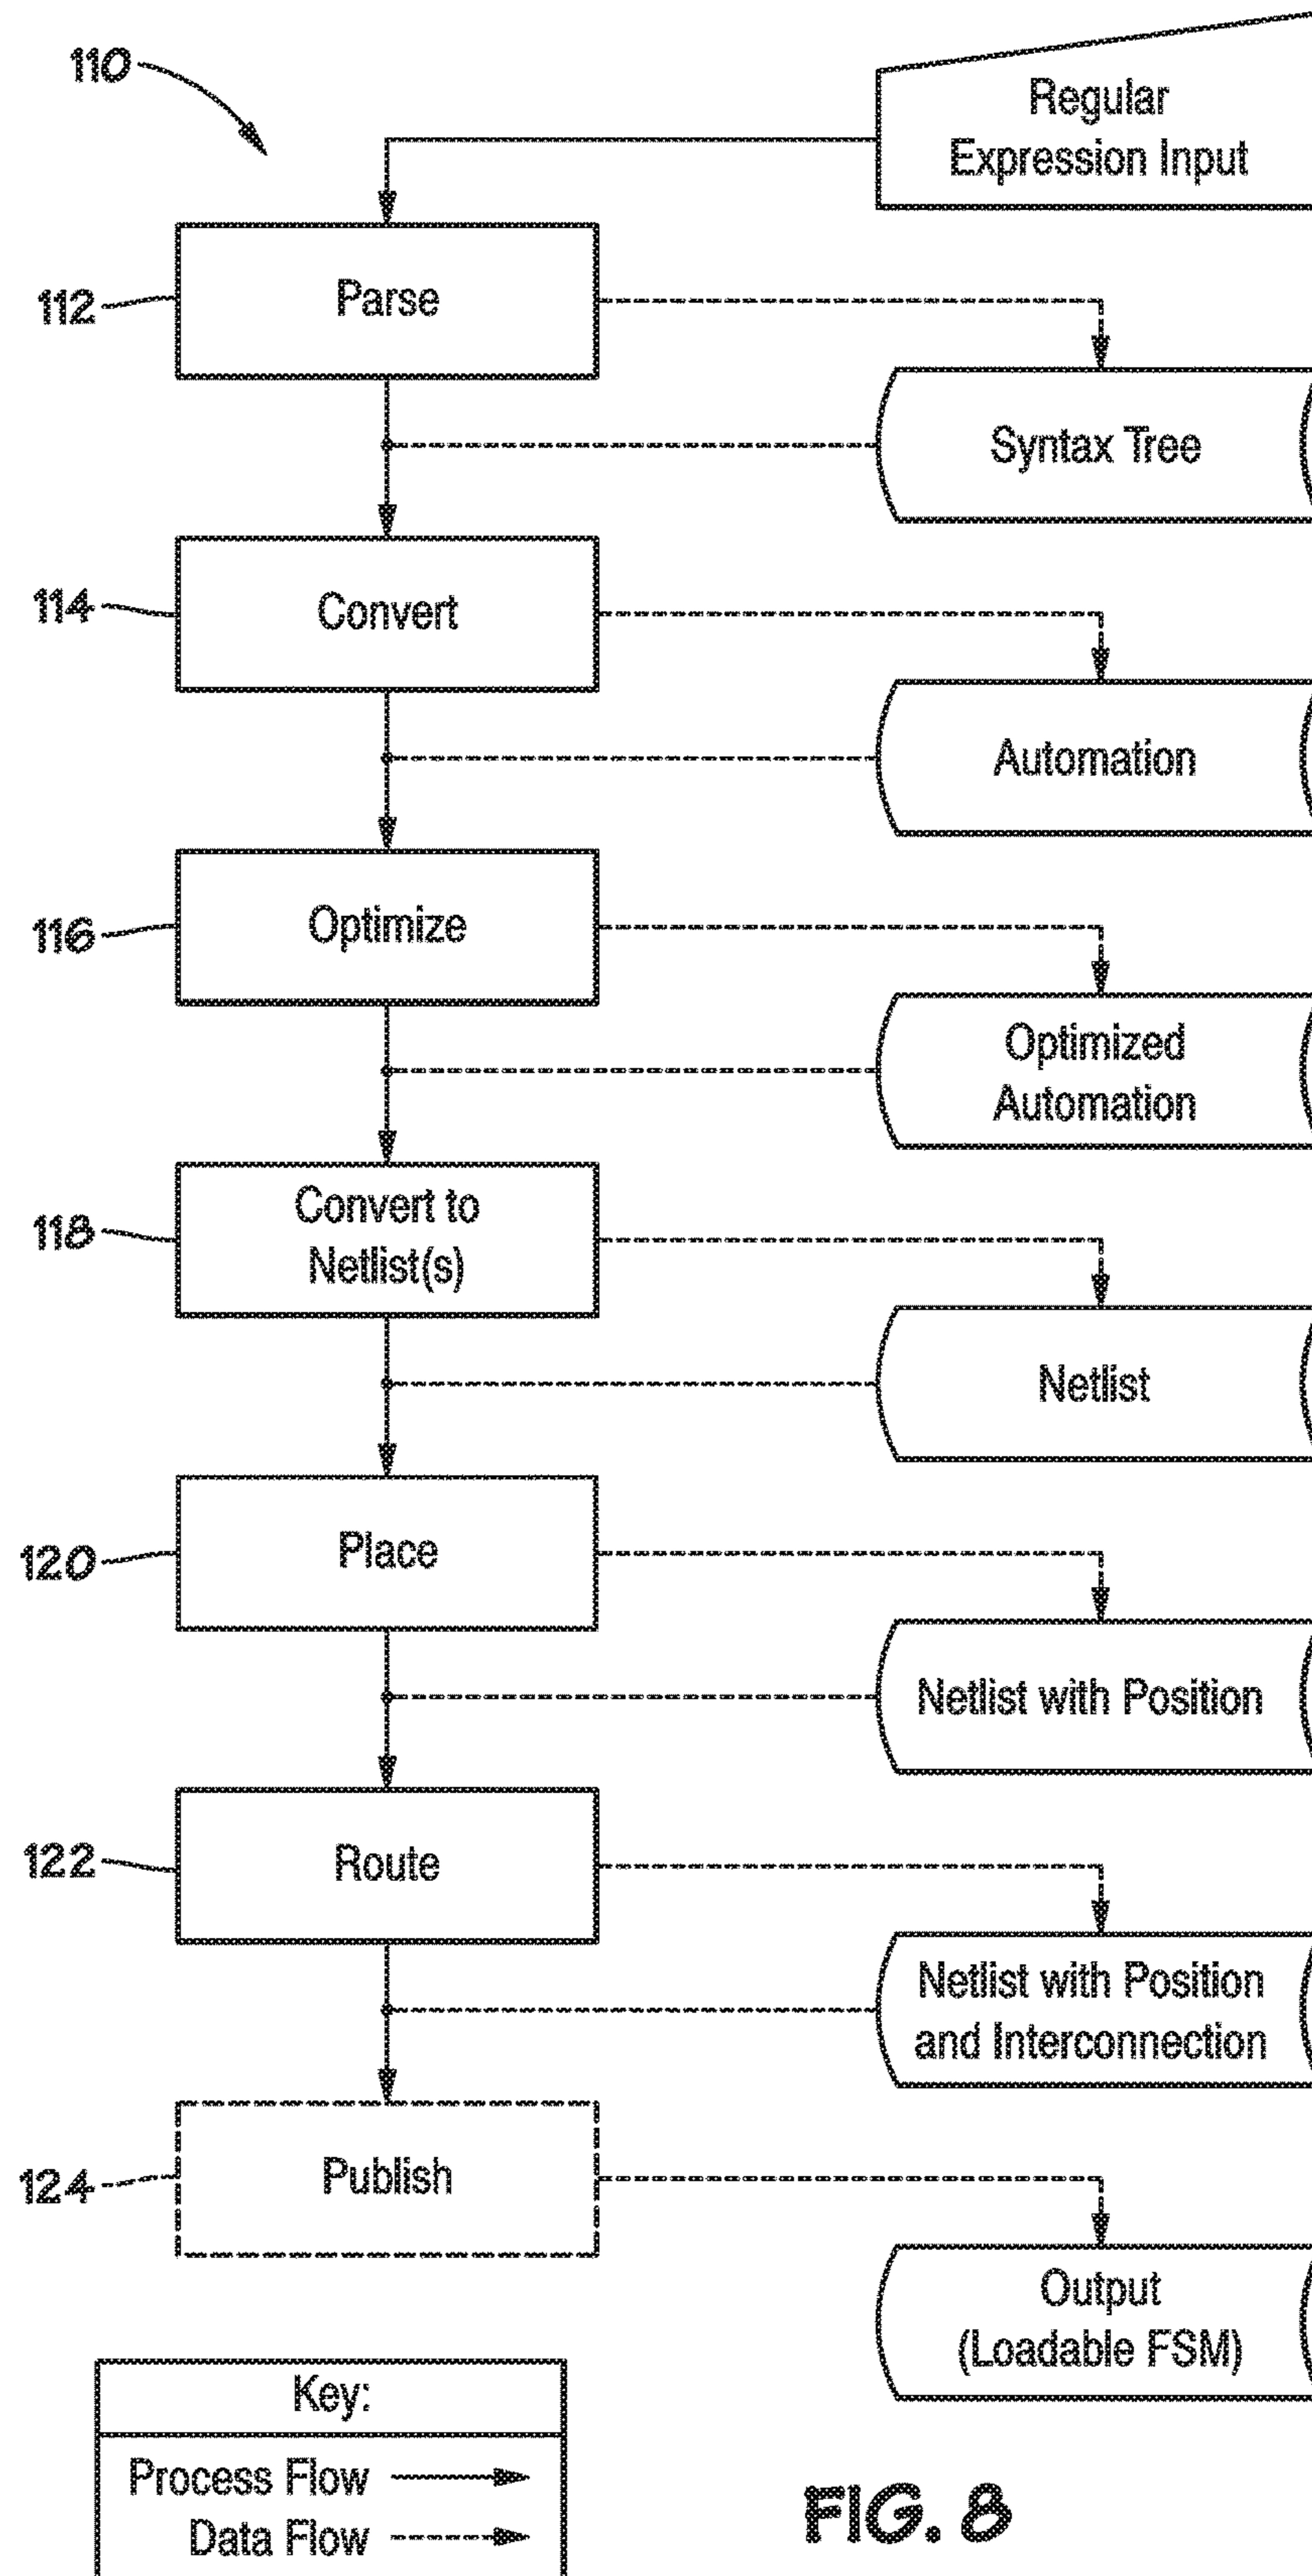 110
Regular
Expression Input
112
Parse
Syntax Tree
114
Convert
Automation
116
Optimize
Optimized
Automation
118
Convert to
Netlist(s)
Netlist
120
Place
Netlist with Position
122
Route
Netlist with Position
and Interconnection
124
Publish
Output
(Loadable FSM)
Key:
Process Flow
Data Flow
FIG. 8